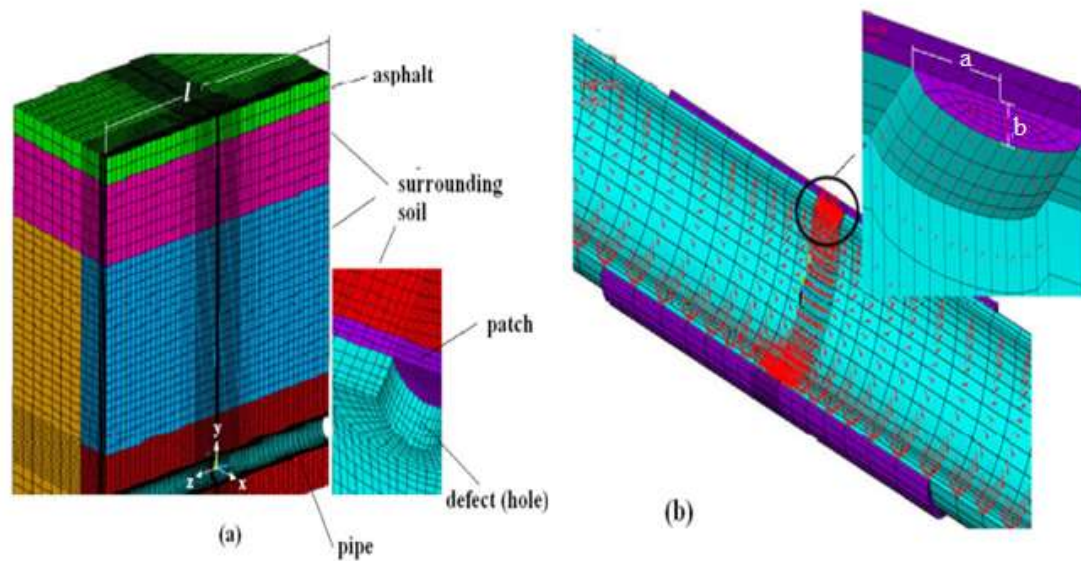 l
asphalt
surrounding
soil
patch
y
z
x
defect (hole)
(a)
pipe
a
b
(b)